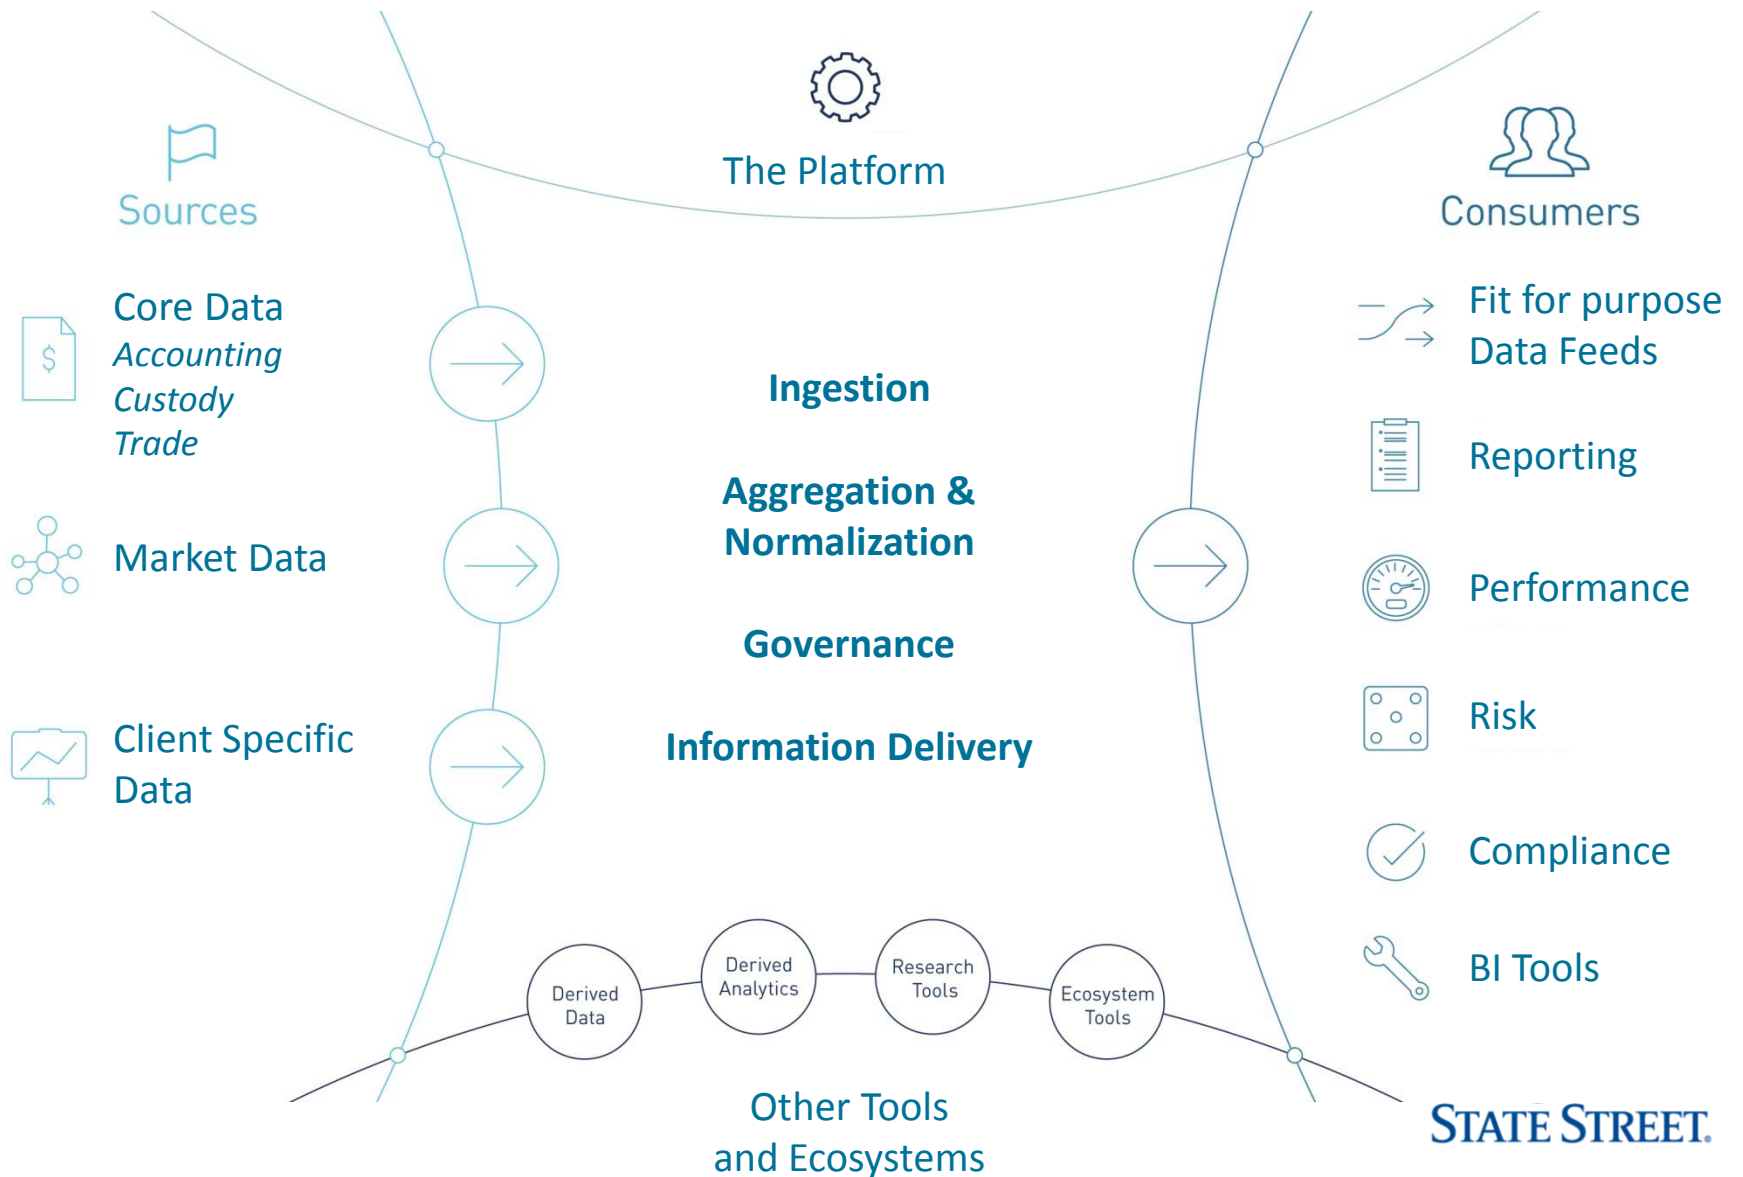 The Platform
Sources
Core Data
Accounting
Custody
Trade
Market Data
Client Specific
Data
Ingestion
Aggregation &
Normalization
Governance
Information Delivery
Consumers
Fit for purpose
Data Feeds
Reporting
Performance
Risk
Compliance
BI Tools
Derived
Data
Derived
Analytics
Research
Tools
Ecosystem
Tools
Other Tools
and Ecosystems
$
STATE STREET.